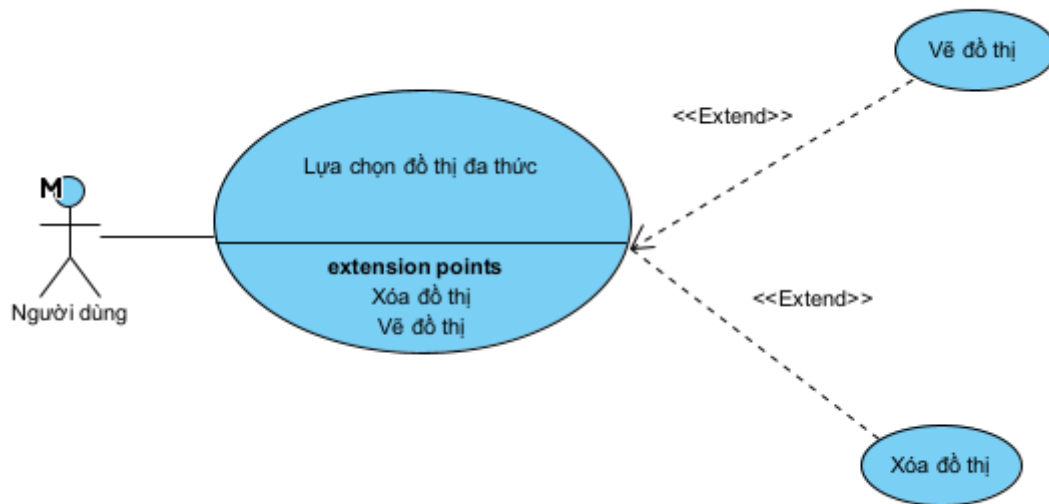 Vẽ đồ thị
<<Extend>>
Lựa chọn đồ thị đa thức
M
extension points
Xóa đồ thị
Vẽ đồ thị
Người dùng
<<Extend>>
Xóa đồ thị